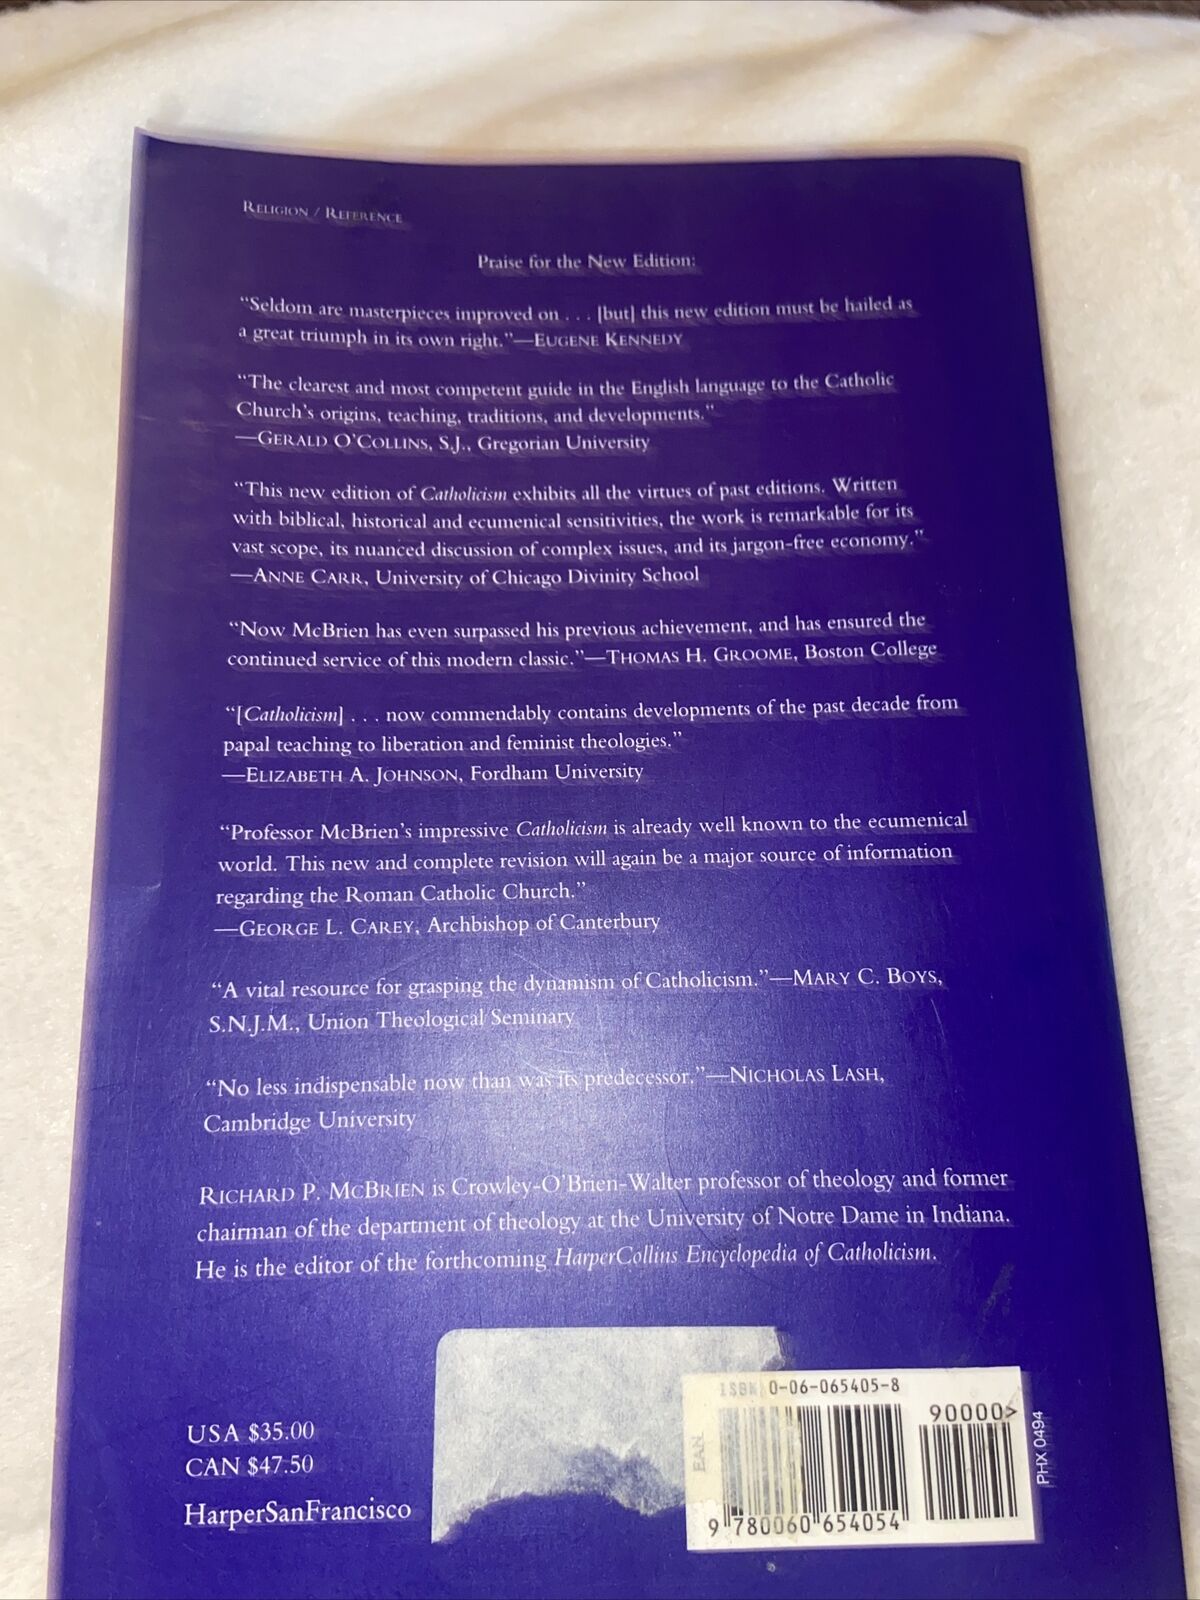 RELIGION / REFERENCE
Praise for the New Edition:
“Seldom are masterpieces improved on . . . [but] this new edition must be hailed as
a great triumph in its own right.”—EUGENE KENNEDY
“The clearest and most competent guide in the English language to the Catholic
Church’s origins, teaching, traditions, and developments.”
—GERALD O’COLLINS, S.J., Gregorian University
“This new edition of Catholicism exhibits all the virtues of past editions. Written
with biblical, historical and ecumenical sensitivities, the work is remarkable for its
vast scope, its nuanced discussion of complex issues, and its jargon-free economy.”
—ANNE CARR, University of Chicago Divinity School
“Now McBrien has even surpassed his previous achievement, and has ensured the
continued service of this modern classic.”—THOMAS H. GROOME, Boston College
“[Catholicism] . . . now commendably contains developments of the past decade from
papal teaching to liberation and feminist theologies.”
—ELIZABETH A. JOHNSON, Fordham University
“Professor McBrien’s impressive Catholicism is already well known to the ecumenical
world. This new and complete revision will again be a major source of information
regarding the Roman Catholic Church.”
—GEORGE L. CAREY, Archbishop of Canterbury
“A vital resource for grasping the dynamism of Catholicism.”—MARY C. BOYS,
S.N.J.M., Union Theological Seminary
“No less indispensable now than was its predecessor.”—NICHOLAS LASH,
Cambridge University
RICHARD P. MCBRIEN is Crowley-O’Brien-Walter professor of theology and former
chairman of the department of theology at the University of Notre Dame in Indiana.
He is the editor of the forthcoming HarperCollins Encyclopedia of Catholicism.
USA $35.00
CAN $47.50
HarperSanFrancisco
ISBN 0-06-065405-8
90000>
EAN
9 780060 654054
PHX 0494